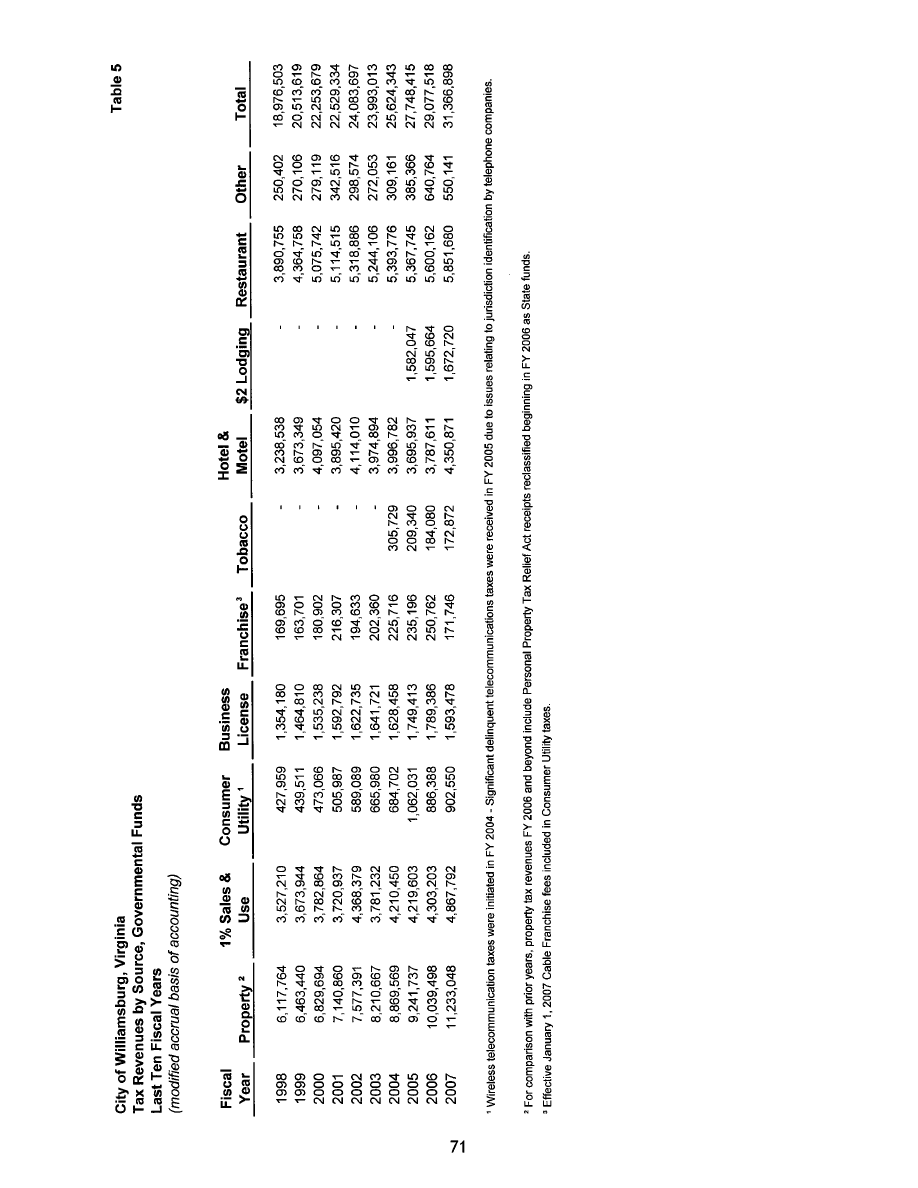 Table 5
City of Williamsburg, Virginia
Tax Revenues by Source, Governmental Funds
Last Ten Fiscal Years
(modified accrual basis of accounting)
Fiscal Year Property ² 1% Sales & Use Consumer Utility ¹ Business License Franchise ³ Tobacco Hotel & Motel $2 Lodging Restaurant Other Total
1998 6,117,764 3,527,210 427,959 1,354,180 169,695 - 3,238,538 - 3,890,755 250,402 18,976,503
1999 6,463,440 3,673,944 439,511 1,464,810 163,701 - 3,673,349 - 4,364,758 270,106 20,513,619
2000 6,829,694 3,782,864 473,066 1,535,238 180,902 - 4,097,054 - 5,075,742 279,119 22,253,679
2001 7,140,860 3,720,937 505,987 1,592,792 216,307 - 3,895,420 - 5,114,515 342,516 22,529,334
2002 7,577,391 4,368,379 589,089 1,622,735 194,633 - 4,114,010 - 5,318,886 298,574 24,083,697
2003 8,210,667 3,781,232 665,980 1,641,721 202,360 - 3,974,894 - 5,244,106 272,053 23,993,013
2004 8,869,569 4,210,450 684,702 1,628,458 225,716 305,729 3,996,782 - 5,393,776 309,161 25,624,343
2005 9,241,737 4,219,603 1,062,031 1,749,413 235,196 209,340 3,695,937 1,582,047 5,367,745 385,366 27,748,415
2006 10,039,498 4,303,203 886,388 1,789,386 250,762 184,080 3,787,611 1,595,664 5,600,162 640,764 29,077,518
2007 11,233,048 4,867,792 902,550 1,593,478 171,746 172,872 4,350,871 1,672,720 5,851,680 550,141 31,366,898
¹ Wireless telecommunication taxes were initiated in FY 2004 - Significant delinquent telecommunications taxes were received in FY 2005 due to issues relating to jurisdiction identification by telephone companies.
² For comparison with prior years, property tax revenues FY 2006 and beyond include Personal Property Tax Relief Act receipts reclassified beginning in FY 2006 as State funds.
³ Effective January 1, 2007 Cable Franchise fees included in Consumer Utility taxes.
71